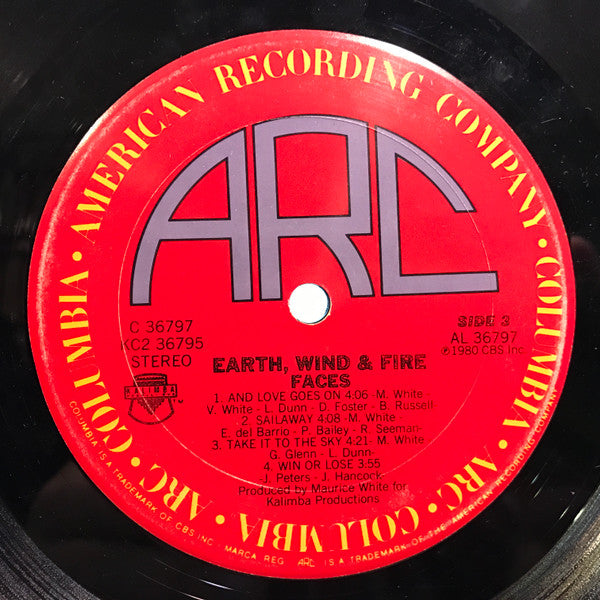 COLUMBIA • AMERICAN RECORDING COMPANY • COLUMBIA • ARC • COLUMBIA • ARC •
ARC
C 36797
KC2 36795
STEREO
SIDE 3
AL 36797
℗1980 CBS Inc
KALIMBA
TM
EARTH, WIND & FIRE
FACES
1. AND LOVE GOES ON 4:06 -M. White-
V. White - L. Dunn - D. Foster - B. Russell-
2. SAILAWAY 4:08 -M. White-
E. del Barrio - P. Bailey - R. Seeman-
3. TAKE IT TO THE SKY 4:21 -M. White-
G. Glenn - L. Dunn-
4. WIN OR LOSE 3:55
-J. Peters - J. Hancock-
Produced by Maurice White for
Kalimba Productions
COLUMBIA IS A TRADEMARK OF CBS INC. MARCA REG. ARC IS A TRADEMARK OF THE AMERICAN RECORDING COMPANY